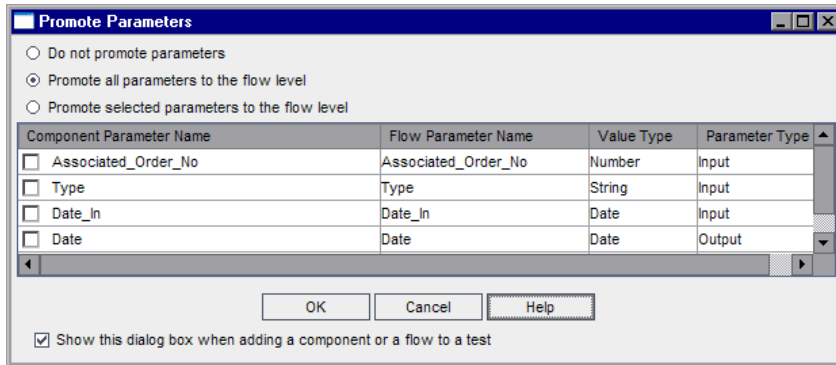 Promote Parameters
Do not promote parameters
Promote all parameters to the flow level
Promote selected parameters to the flow level
Component Parameter Name Flow Parameter Name Value Type Parameter Type
Associated_Order_No Associated_Order_No Number Input
Type Type String Input
Date_In Date_In Date Input
Date Date Date Output
OK Cancel Help
Show this dialog box when adding a component or a flow to a test